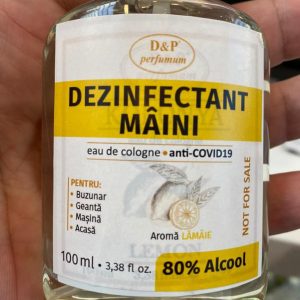 D&P
perfumum
DEZINFECTANT
MÂINI
eau de cologne • anti-COVID19
PENTRU:
• Buzunar
• Geantă
• Mașină
• Acasă
Aromă LĂMÂIE
NOT FOR SALE
100 ml • 3,38 fl. oz.
80% Alcool
LEMON